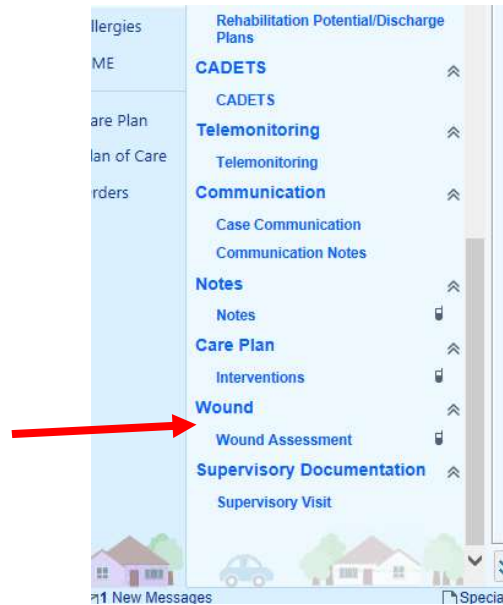 llergies
ME
are Plan
lan of Care
rders
Rehabilitation Potential/Discharge
Plans
CADETS
CADETS
Telemonitoring
Telemonitoring
Communication
Case Communication
Communication Notes
Notes
Notes
Care Plan
Interventions
Wound
Wound Assessment
Supervisory Documentation
Supervisory Visit
1 New Messages
Specia